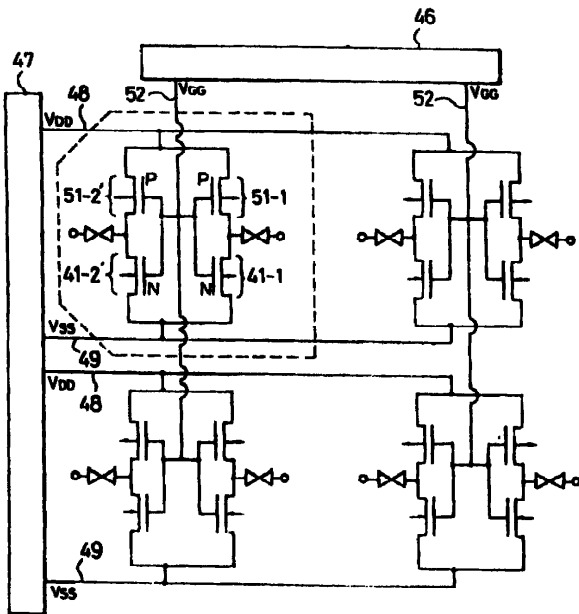 46
47
52 VGG 52 VGG
48
VDD
P P
51-2' 51-1
41-2' 41-1
N N
VSS
49
48
VDD
49
VSS